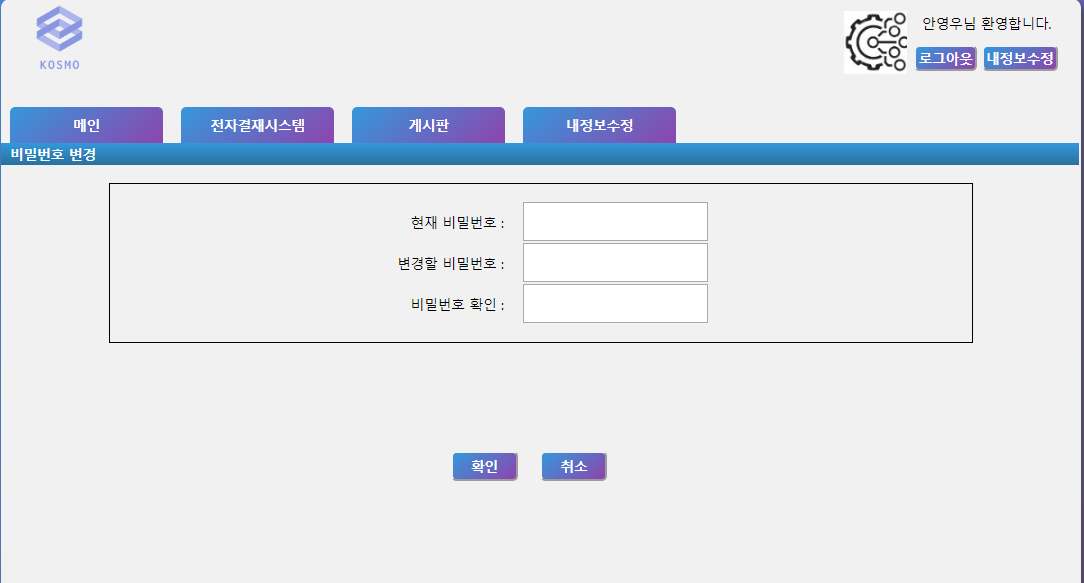 KOSMO
안영우님 환영합니다.
로그아웃 내정보수정
메인 전자결재시스템 게시판 내정보수정
비밀번호 변경
현재 비밀번호 :
변경할 비밀번호 :
비밀번호 확인 :
확인 취소